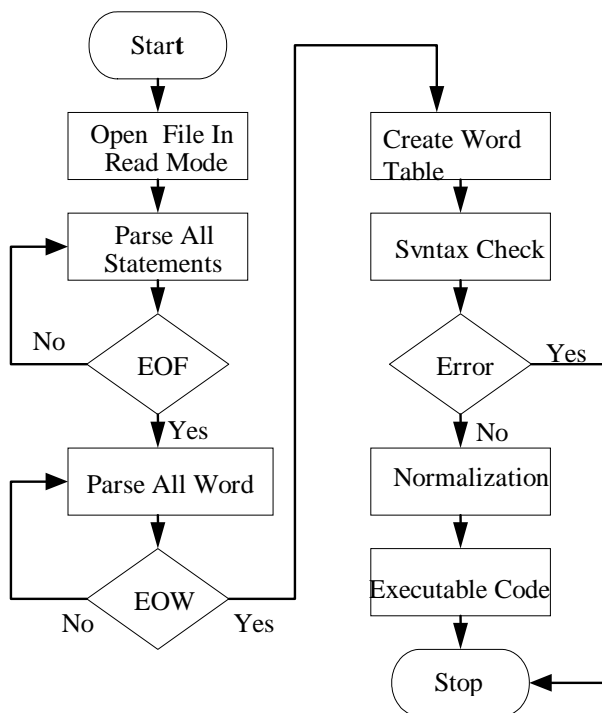 Start
Open File In
Read Mode
Parse All
Statements
No
EOF
Yes
Parse All Word
EOW
No
Yes
Create Word
Table
Svntax Check
Error
Yes
No
Normalization
Executable Code
Stop